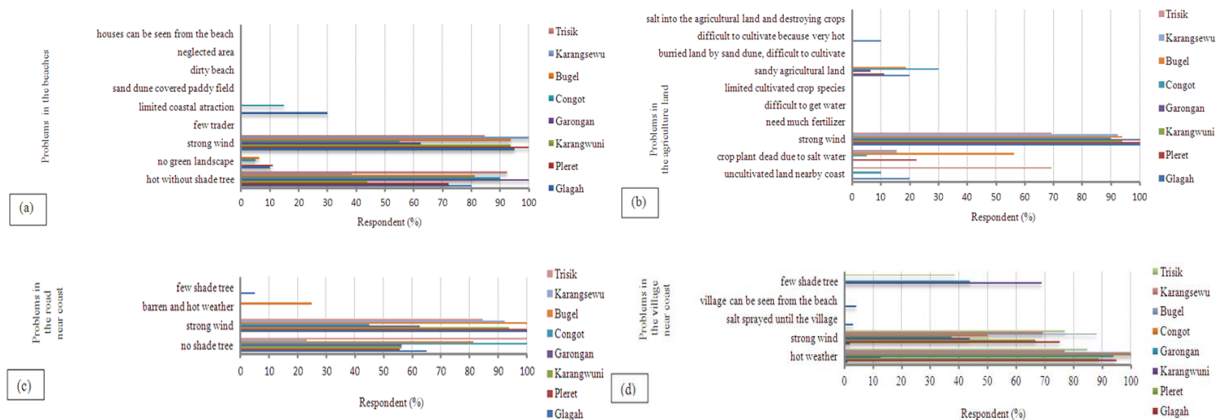 Problems in the beaches
houses can be seen from the beach
neglected area
dirty beach
sand dune covered paddy field
limited coastal atraction
few trader
strong wind
no green landscape
hot without shade tree
0 10 20 30 40 50 60 70 80 90 100
Respondent (%)
Trisik
Karangsewu
Bugel
Congot
Garongan
Karangwuni
Pleret
Glagah
(a)
Problems in
the agriculture land
salt into the agricultural land and destroying crops
difficult to cultivate because very hot
burried land by sand dune, difficult to cultivate
sandy agricultural land
limited cultivated crop species
difficult to get water
need much fertilizer
strong wind
crop plant dead due to salt water
uncultivated land nearby coast
0 10 20 30 40 50 60 70 80 90 100
Respondent (%)
Trisik
Karangsewu
Bugel
Congot
Garongan
Karangwuni
Pleret
Glagah
(b)
Problems in
the road
near coast
few shade tree
barren and hot weather
strong wind
no shade tree
0 10 20 30 40 50 60 70 80 90 100
Respondent (%)
Trisik
Karangsewu
Bugel
Congot
Garongan
Karangwuni
Pleret
Glagah
(c)
Problems in
the village
near coast
few shade tree
village can be seen from the beach
salt sprayed until the village
strong wind
hot weather
0 10 20 30 40 50 60 70 80 90 100
Respondent (%)
Trisik
Karangsewu
Bugel
Congot
Garongan
Karangwuni
Pleret
Glagah
(d)